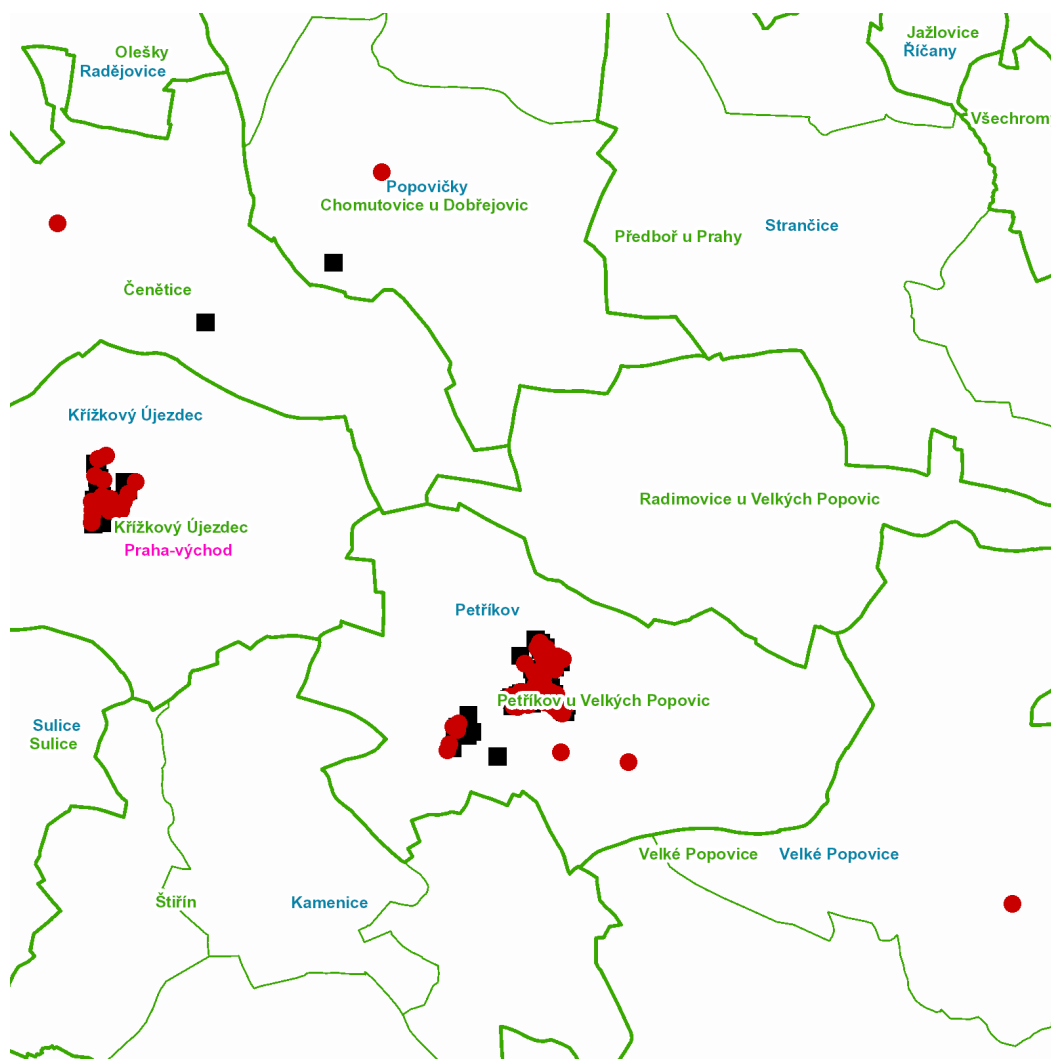 Olešky
Radějovice
Jažlovice
Říčany
Všechrom
Popovičky
Chomutovice u Dobřejovic
Předboř u Prahy
Strančice
Čenětice
Křížkový Újezdec
Radimovice u Velkých Popovic
Křížkový Újezdec
Praha-východ
Petříkov
Petříkov u Velkých Popovic
Sulice
Sulice
Velké Popovice
Velké Popovice
Štiřín
Kamenice